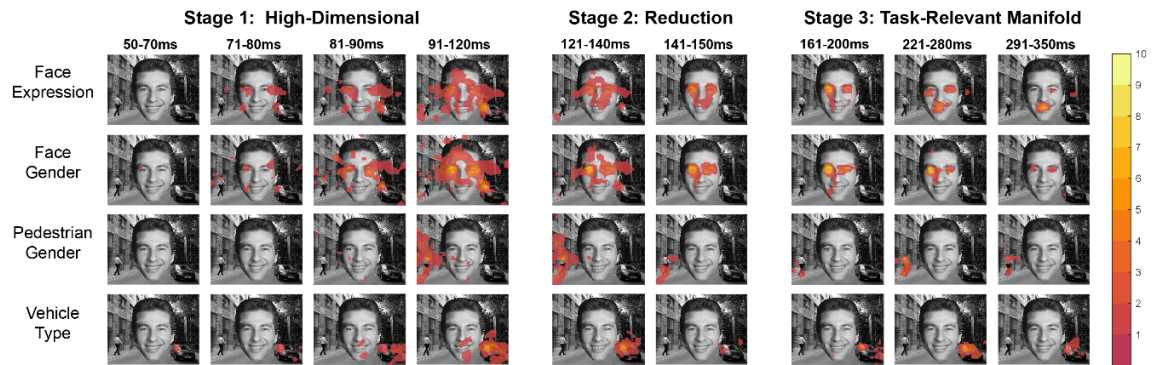 Stage 1: High-Dimensional
Stage 2: Reduction
Stage 3: Task-Relevant Manifold
50-70ms
71-80ms
81-90ms
91-120ms
121-140ms
141-150ms
161-200ms
221-280ms
291-350ms
Face
Expression
Face
Gender
Pedestrian
Gender
Vehicle
Type
10
9
8
7
6
5
4
3
2
1